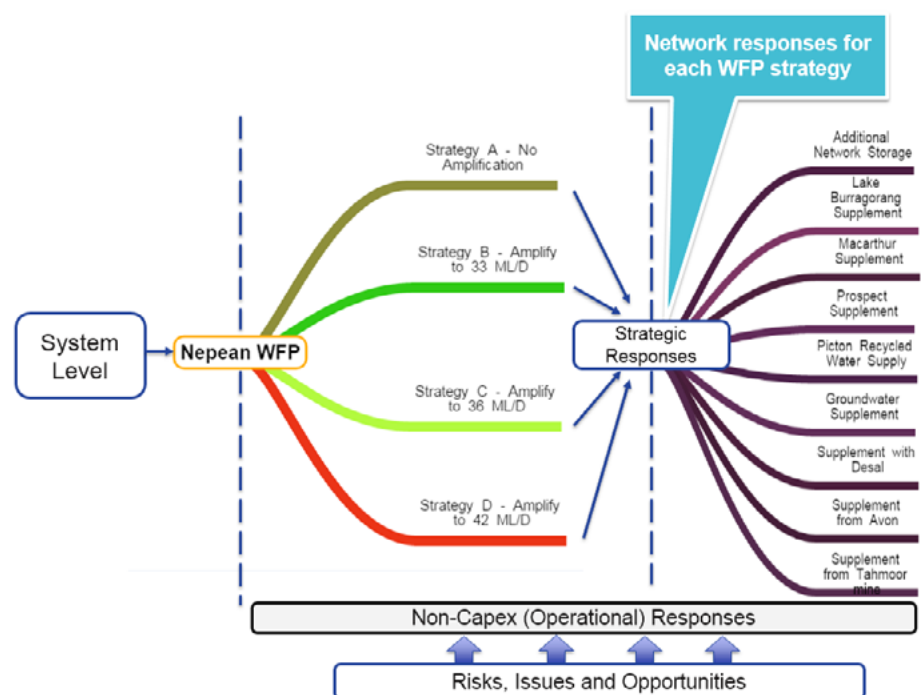 Network responses for
each WFP strategy
Strategy A - No
Amplification
Strategy B - Amplify
to 33 ML/D
Strategy C - Amplify
to 36 ML/D
Strategy D - Amplify
to 42 ML/D
System
Level
Nepean WFP
Strategic
Responses
Additional
Network Storage
Lake
Burragorang
Supplement
Macarthur
Supplement
Prospect
Supplement
Picton Recycled
Water Supply
Groundwater
Supplement
Supplement with
Desal
Supplement
from Avon
Supplement
from Tahmoor
mine
Non-Capex (Operational) Responses
Risks, Issues and Opportunities